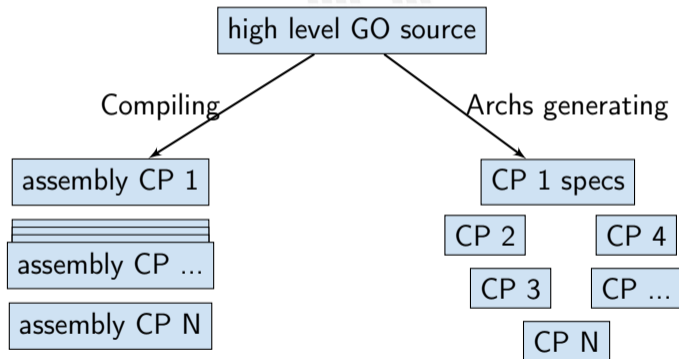 high level GO source
Compiling
Archs generating
assembly CP 1
CP 1 specs
CP 2
CP 4
assembly CP ...
CP 3
CP ...
assembly CP N
CP N